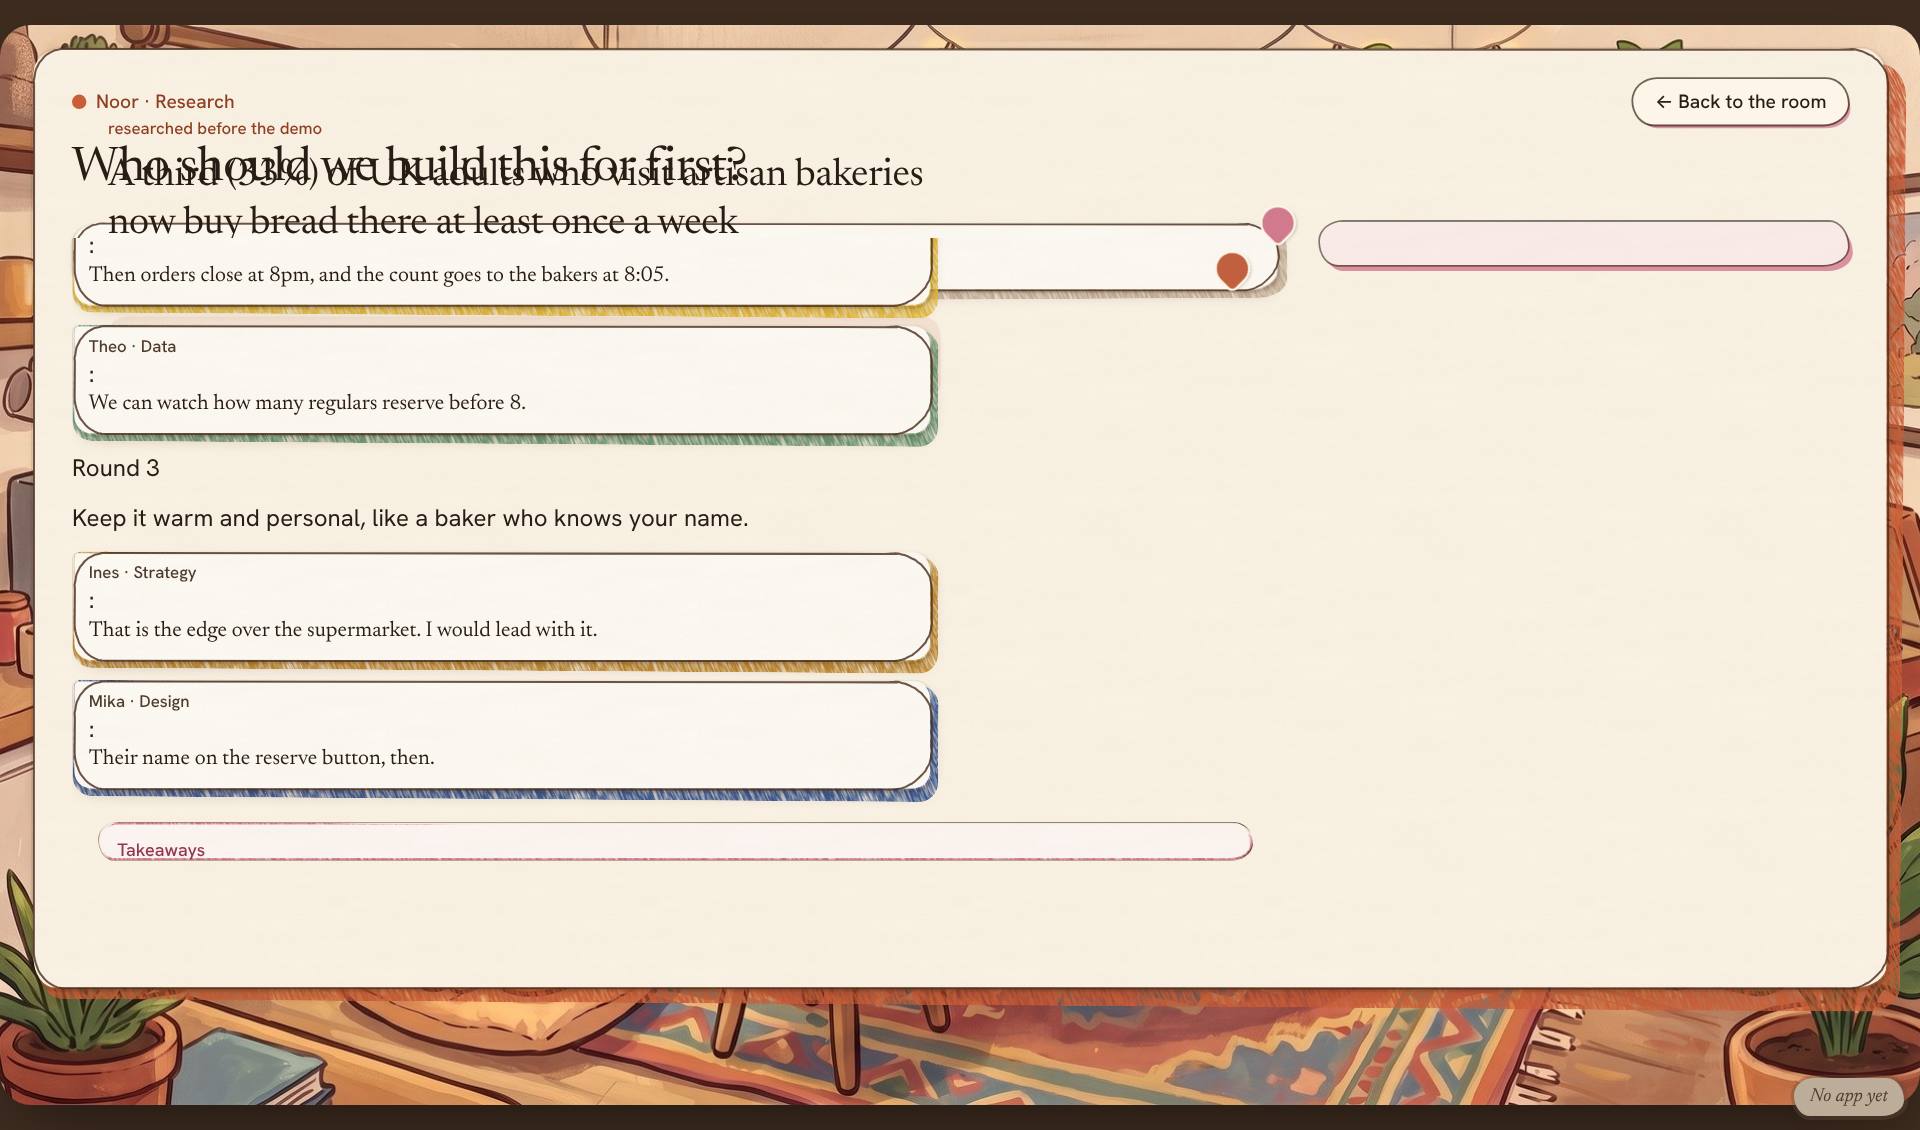 Noor · Research
← Back to the room
researched before the demo
Who should we build this for first?
A third (33%) of UK adults who visit artisan bakeries
now buy bread there at least once a week
:
Then orders close at 8pm, and the count goes to the bakers at 8:05.
Theo · Data
:
We can watch how many regulars reserve before 8.
Round 3
Keep it warm and personal, like a baker who knows your name.
Ines · Strategy
:
That is the edge over the supermarket. I would lead with it.
Mika · Design
:
Their name on the reserve button, then.
Takeaways
No app yet